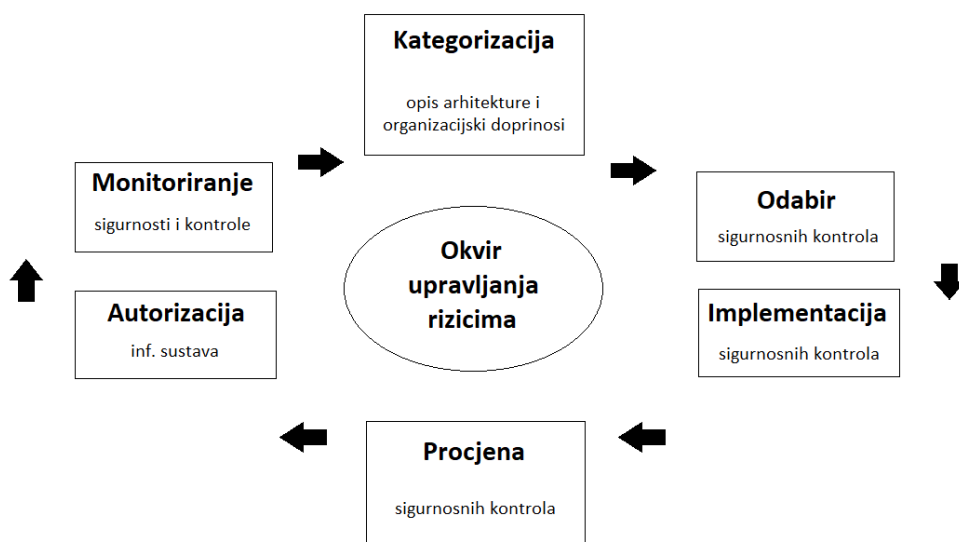 Kategorizacija
opis arhitekture i
organizacijski doprinosi
Monitoriranje
sigurnosti i kontrole
Odabir
sigurnosnih kontrola
Okvir
upravljanja
rizicima
Autorizacija
inf. sustava
Implementacija
sigurnosnih kontrola
Procjena
sigurnosnih kontrola